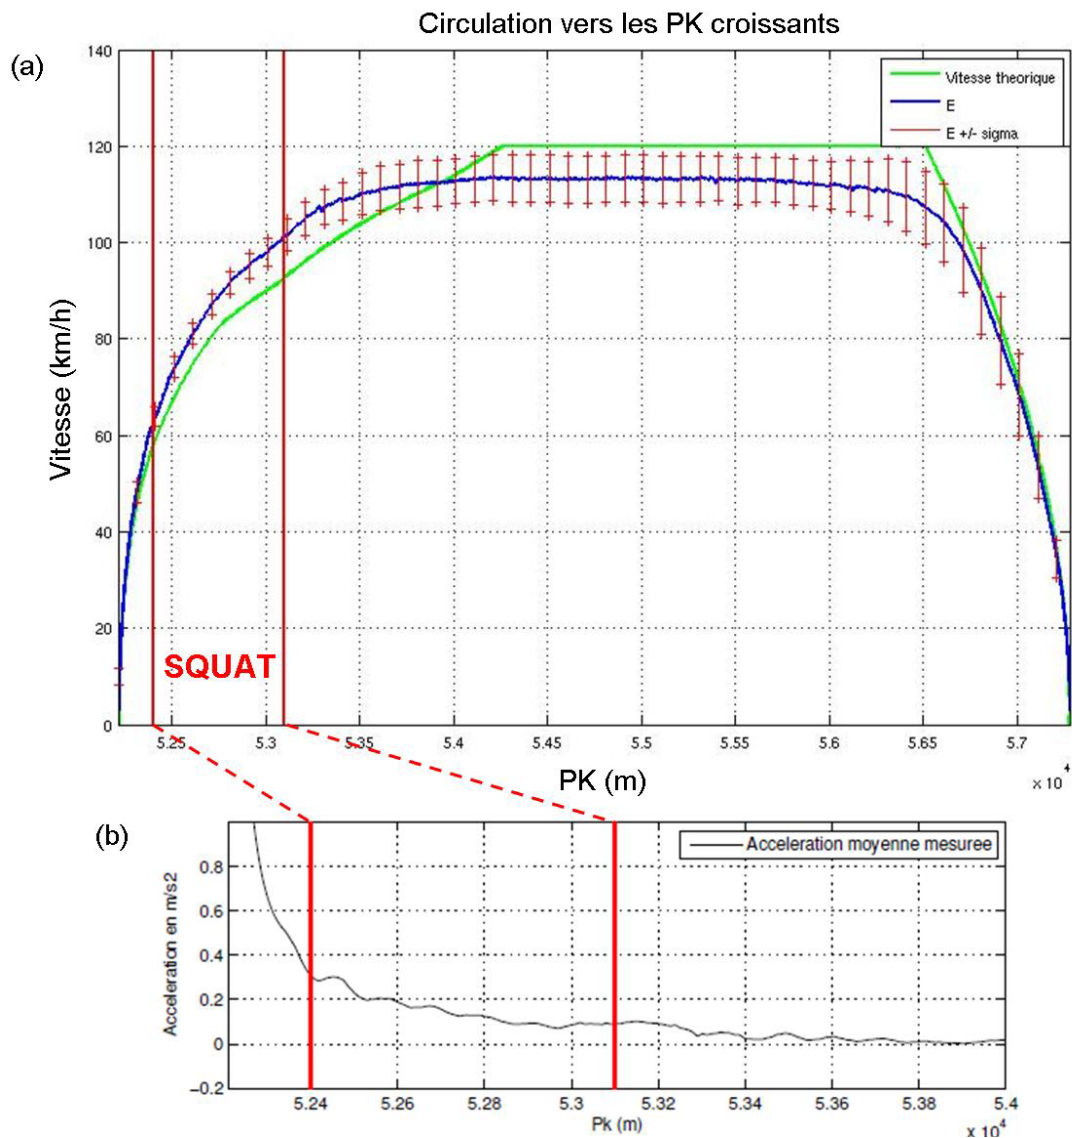 Circulation vers les PK croissants
(a)
140
120
100
80
60
40
20
0
Vitesse (km/h)
Vitesse theorique
E
E +/- sigma
SQUAT
5.25
5.3
5.35
5.4
5.45
5.5
5.55
5.6
5.65
5.7
PK (m)
x 10⁴
(b)
Acceleration moyenne mesuree
0.8
0.6
0.4
0.2
0
−0.2
Acceleration en m/s2
5.24
5.26
5.28
5.3
5.32
5.34
5.36
5.38
5.4
Pk (m)
x 10⁴